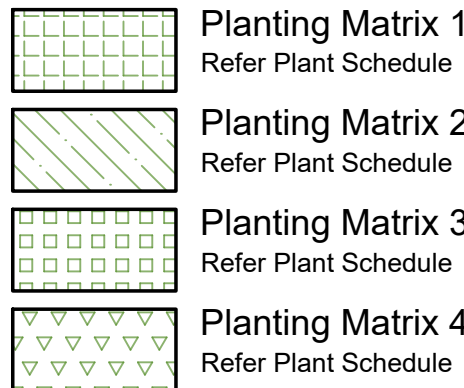 Planting Matrix 1
Refer Plant Schedule
Planting Matrix 2
Refer Plant Schedule
Planting Matrix 3
Refer Plant Schedule
Planting Matrix 4
Refer Plant Schedule